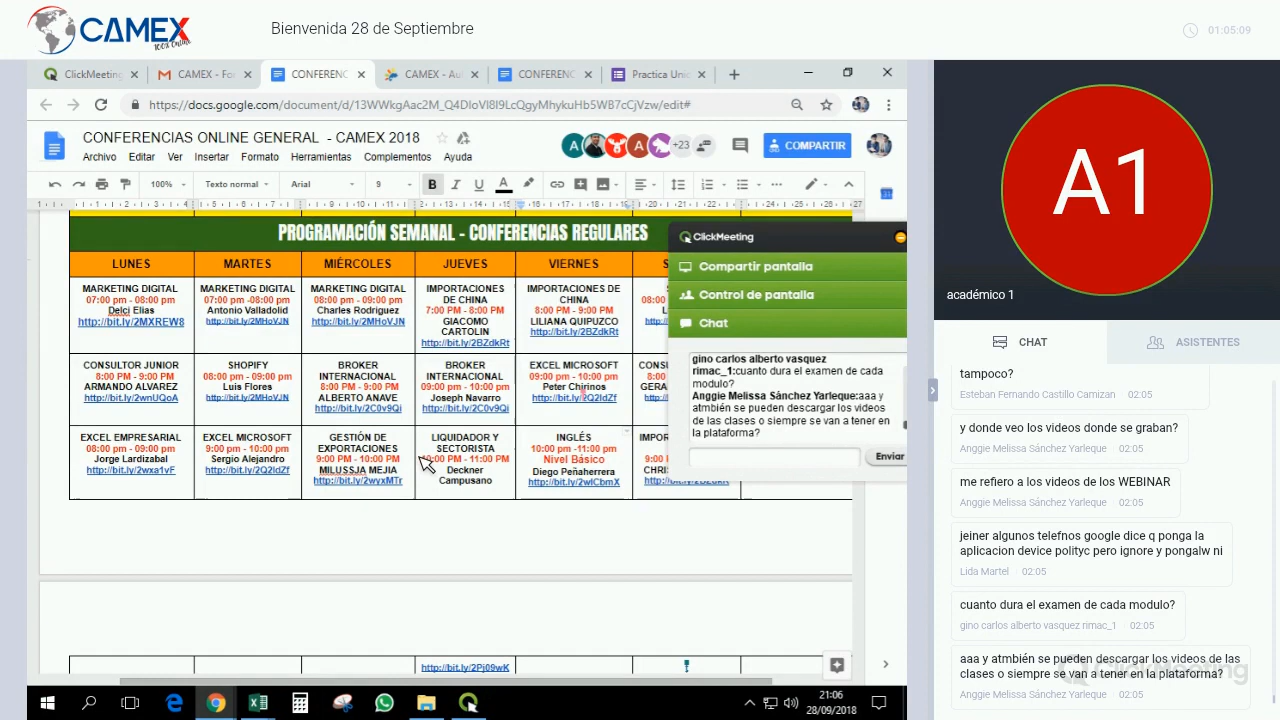 CAMEX
100% Online
Bienvenida 28 de Septiembre
01:05:09
ClickMeeting
CAMEX - Fo
CONFERENC
CAMEX - Aul
CONFERENC
Practica Unid
https://docs.google.com/document/d/13WWkgAac2M_Q4DIoVI8I9LcQgyMhykuHb5WB7cCjVzw/edit#
CONFERENCIAS ONLINE GENERAL - CAMEX 2018
Archivo Editar Ver Insertar Formato Herramientas Complementos Ayuda
A
A
+23
COMPARTIR
100%
Texto normal
Arial
9
PROGRAMACIÓN SEMANAL - CONFERENCIAS REGULARES
LUNES
MARTES
MIÉRCOLES
JUEVES
VIERNES
MARKETING DIGITAL
07:00 pm - 08:00 pm
Delci Elias
http://bit.ly/2MXREW8
MARKETING DIGITAL
07:00 pm -08:00 pm
Antonio Valladolid
http://bit.ly/2MHoVJN
MARKETING DIGITAL
08:00 pm - 09:00 pm
Charles Rodriguez
http://bit.ly/2MHoVJN
IMPORTACIONES
DE CHINA
7:00 PM - 8:00 PM
GIACOMO
CARTOLIN
http://bit.ly/2BZdkRt
IMPORTACIONES DE
CHINA
8:00 PM - 9:00 PM
LILIANA QUIPUZCO
http://bit.ly/2BZdkRt
CONSULTOR JUNIOR
8:00 PM - 9:00 PM
ARMANDO ALVAREZ
http://bit.ly/2wnUQoA
SHOPIFY
08:00 pm - 09:00 pm
Luis Flores
http://bit.ly/2MHoVJN
BROKER
INTERNACIONAL
8:00 PM - 9:00 PM
ALBERTO ANAVE
http://bit.ly/2C0v9Qi
BROKER
INTERNACIONAL
09:00 pm - 10:00 pm
Joseph Navarro
http://bit.ly/2C0v9Qi
EXCEL MICROSOFT
09:00 pm - 10:00 pm
Peter Chirinos
http://bit.ly/2Q2ldZf
EXCEL EMPRESARIAL
08:00 pm - 09:00 pm
Jorge Lardizabal
http://bit.ly/2wxa1vF
EXCEL MICROSOFT
9:00 pm - 10:00 pm
Sergio Alejandro
http://bit.ly/2Q2ldZf
GESTIÓN DE
EXPORTACIONES
9:00 PM - 10:00 PM
MILUSSJA MEJIA
http://bit.ly/2wyxMTr
LIQUIDADOR Y
SECTORISTA
10:00 PM - 11:00 PM
Deckner
Campusano
INGLÉS
10:00 pm -11:00 pm
Nivel Básico
Diego Peñaherrera
http://bit.ly/2wlCbmX
http://bit.ly/2Pj09wK
ClickMeeting
Compartir pantalla
Control de pantalla
Chat
gino carlos alberto vasquez
rimac_1:cuanto dura el examen de cada
modulo?
Anggie Melissa Sánchez Yarleque:aaa y
atmbién se pueden descargar los videos
de las clases o siempre se van a tener en
la plataforma?
Enviar
21:06
28/09/2018
A1
académico 1
CHAT
ASISTENTES
tampoco?
Esteban Fernando Castillo Camizan 02:05
y donde veo los videos donde se graban?
Anggie Melissa Sánchez Yarleque 02:05
me refiero a los videos de los WEBINAR
Anggie Melissa Sánchez Yarleque 02:05
jeiner algunos telefnos google dice q ponga la
aplicacion device polityc pero ignore y pongalw ni
Lida Martel 02:05
cuanto dura el examen de cada modulo?
gino carlos alberto vasquez rimac_1 02:05
aaa y atmbién se pueden descargar los videos de las
clases o siempre se van a tener en la plataforma?
Anggie Melissa Sánchez Yarleque 02:05
ClickMeeting